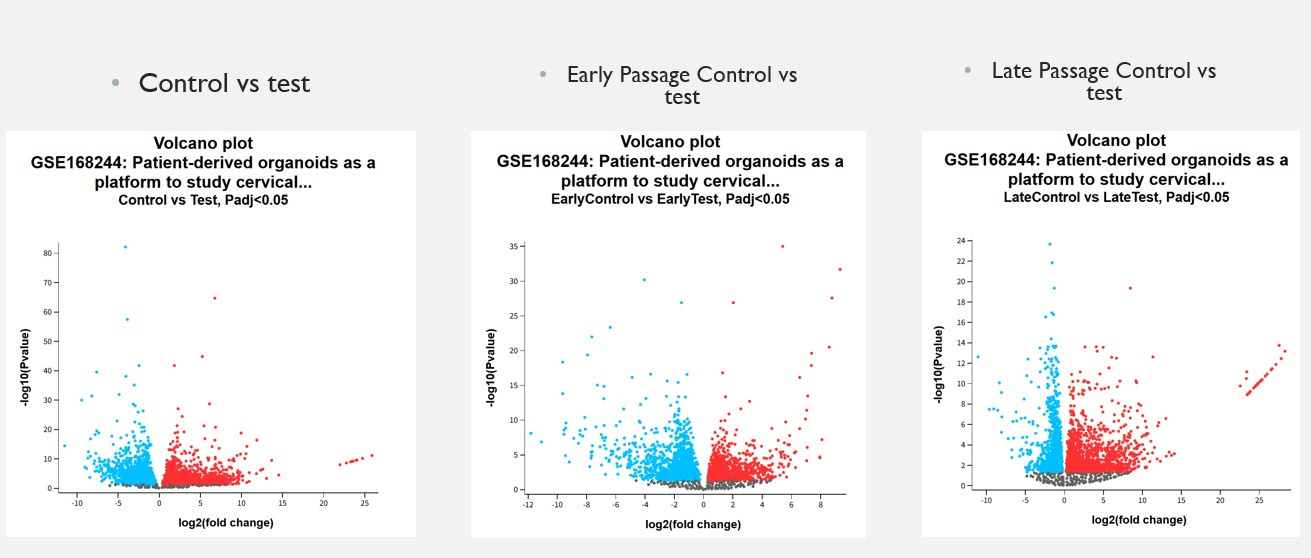 • Control vs test
• Early Passage Control vs
test
• Late Passage Control vs
test
Volcano plot
GSE168244: Patient-derived organoids as a
platform to study cervical...
Control vs Test, Padj<0.05
-log10(Pvalue)
80
70
60
50
40
30
20
10
0
-10 -5 0 5 10 15 20 25
log2(fold change)
Volcano plot
GSE168244: Patient-derived organoids as a
platform to study cervical...
EarlyControl vs EarlyTest, Padj<0.05
-log10(Pvalue)
35
30
25
20
15
10
5
0
-12 -10 -8 -6 -4 -2 0 2 4 6 8
log2(fold change)
Volcano plot
GSE168244: Patient-derived organoids as a
platform to study cervical...
LateControl vs LateTest, Padj<0.05
-log10(Pvalue)
24
22
20
18
16
14
12
10
8
6
4
2
0
-10 -5 0 5 10 15 20 25
log2(fold change)